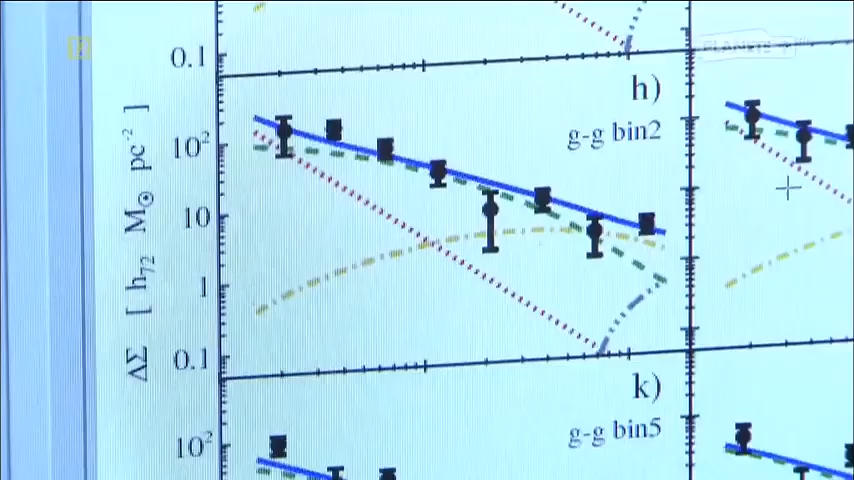 0.1
h)
g-g bin2
10²
10
1
0.1
ΔΣ [ h72 M☉ pc⁻² ]
k)
g-g bin5
10²